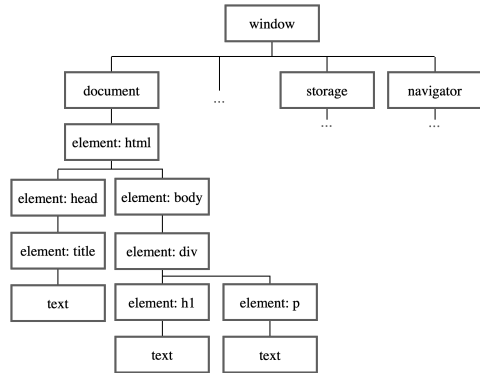 window
document
...
storage
navigator
...
...
element: html
element: head
element: body
element: title
element: div
text
element: h1
element: p
text
text